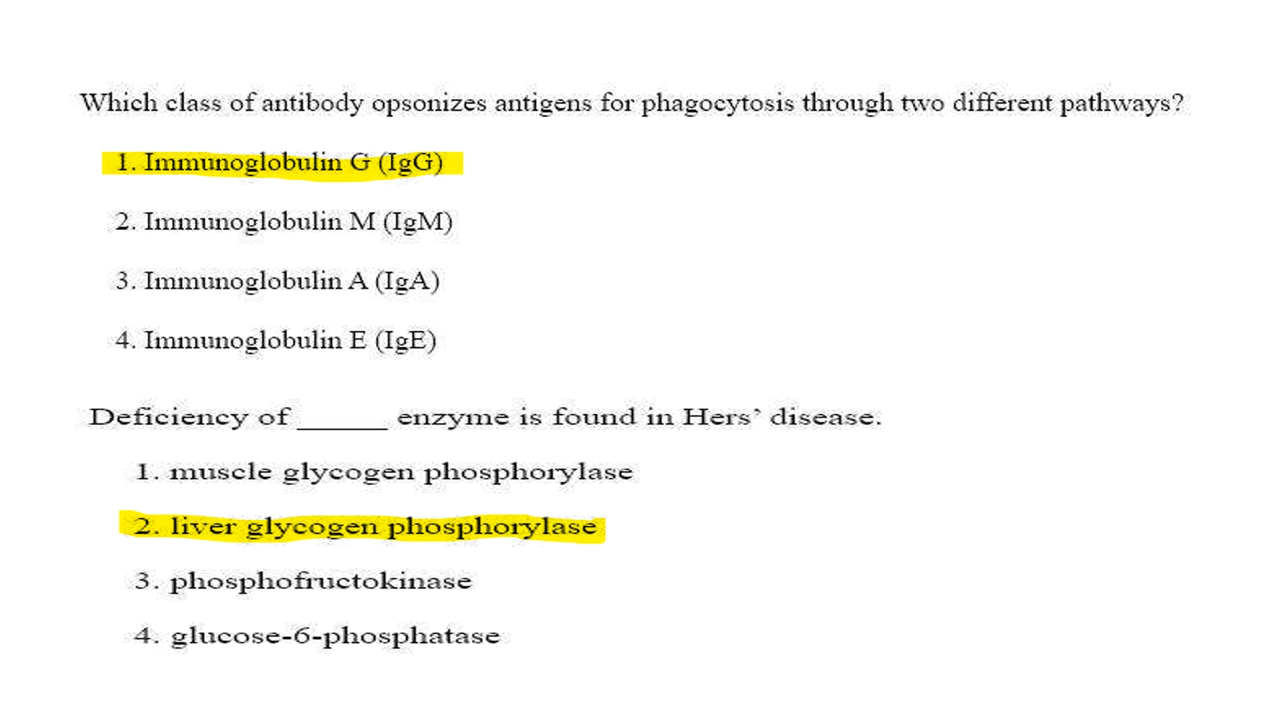 Which class of antibody opsonizes antigens for phagocytosis through two different pathways?
1. Immunoglobulin G (IgG)
2. Immunoglobulin M (IgM)
3. Immunoglobulin A (IgA)
4. Immunoglobulin E (IgE)
Deficiency of ______ enzyme is found in Hers’ disease.
1. muscle glycogen phosphorylase
2. liver glycogen phosphorylase
3. phosphofructokinase
4. glucose-6-phosphatase